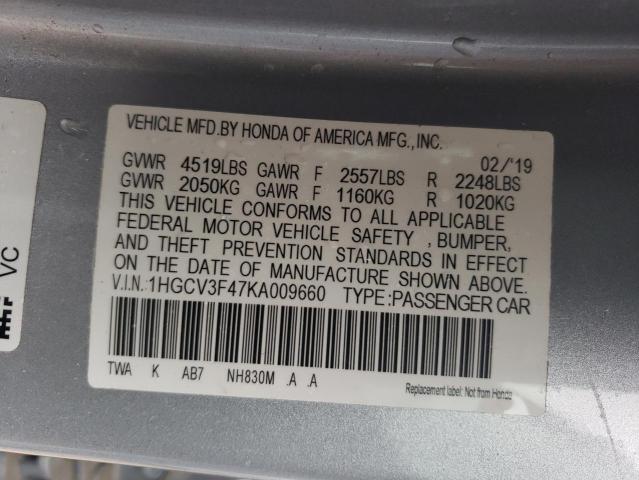 VEHICLE MFD.BY HONDA OF AMERICA MFG.,INC.
02/'19
GVWR 4519LBS GAWR F 2557LBS R 2248LBS
GVWR 2050KG GAWR F 1160KG R 1020KG
THIS VEHICLE CONFORMS TO ALL APPLICABLE
FEDERAL MOTOR VEHICLE SAFETY , BUMPER,
AND THEFT PREVENTION STANDARDS IN EFFECT
ON THE DATE OF MANUFACTURE SHOWN ABOVE.
V.I.N.:1HGCV3F47KA009660 TYPE:PASSENGER CAR
TWA K AB7 NH830M .A .A
Replacement label: Not from Honda
VC